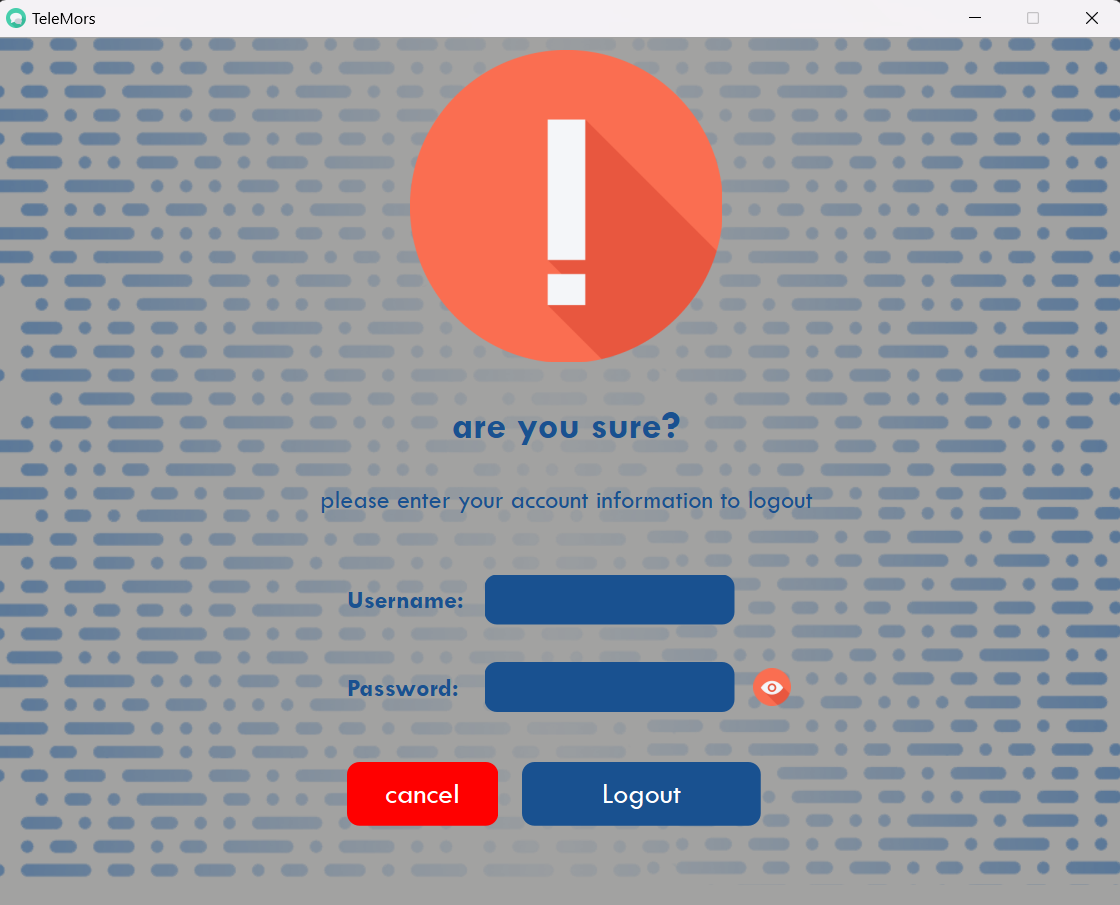 TeleMors
are you sure?
please enter your account information to logout
Username:
Password:
cancel
Logout